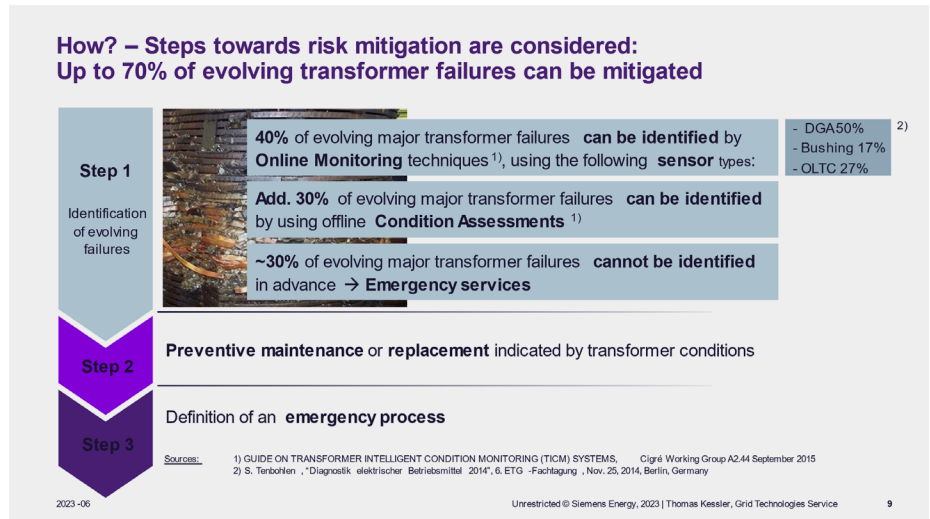 How? – Steps towards risk mitigation are considered:
Up to 70% of evolving transformer failures can be mitigated
Step 1
Identification
of evolving
failures
40% of evolving major transformer failures can be identified by
Online Monitoring techniques 1), using the following sensor types:
- DGA50%
- Bushing 17%
- OLTC 27%
2)
Add. 30% of evolving major transformer failures can be identified
by using offline Condition Assessments 1)
~30% of evolving major transformer failures cannot be identified
in advance → Emergency services
Step 2
Preventive maintenance or replacement indicated by transformer conditions
Step 3
Definition of an emergency process
Sources: 1) GUIDE ON TRANSFORMER INTELLIGENT CONDITION MONITORING (TICM) SYSTEMS, Cigré Working Group A2.44 September 2015
2) S. Tenbohlen , "Diagnostik elektrischer Betriebsmittel 2014", 6. ETG -Fachtagung , Nov. 25, 2014, Berlin, Germany
2023 -06 Unrestricted © Siemens Energy, 2023 | Thomas Kessler, Grid Technologies Service 9